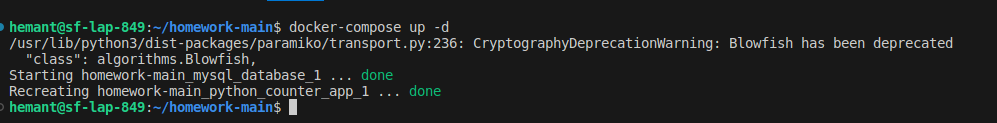 hemant@sf-lap-849:~/homework-main$ docker-compose up -d
/usr/lib/python3/dist-packages/paramiko/transport.py:236: CryptographyDeprecationWarning: Blowfish has been deprecated
  "class": algorithms.Blowfish,
Starting homework-main_mysql_database_1 ... done
Recreating homework-main_python_counter_app_1 ... done
hemant@sf-lap-849:~/homework-main$